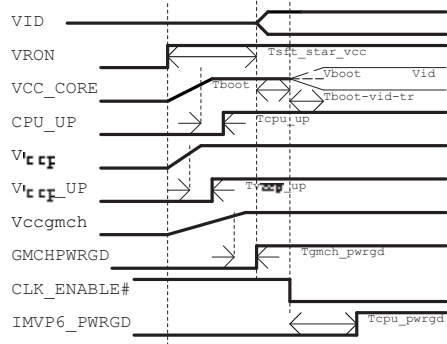 VID
VRON
Tsft_star_vcc
VCC_CORE
Tboot
Vboot
Vid
Tboot-vid-tr
CPU_UP
Tcpu_up
Vccgmch
GMCHPWRGD
Tgmch_pwrgd
CLK_ENABLE#
IMVP6_PWRGD
Tcpu_pwrgd